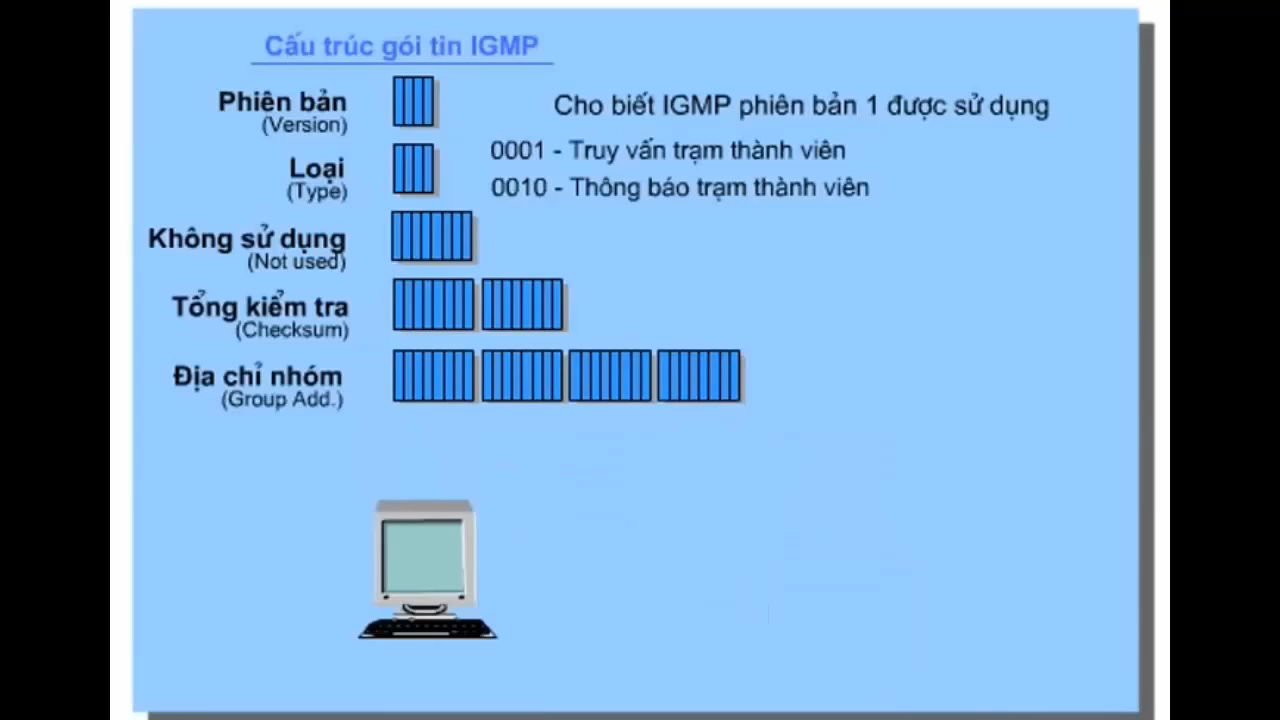 Cấu trúc gói tin IGMP
Phiên bản
(Version)
Cho biết IGMP phiên bản 1 được sử dụng
Loại
(Type)
0001 - Truy vấn trạm thành viên
0010 - Thông báo trạm thành viên
Không sử dụng
(Not used)
Tổng kiểm tra
(Checksum)
Địa chỉ nhóm
(Group Add.)